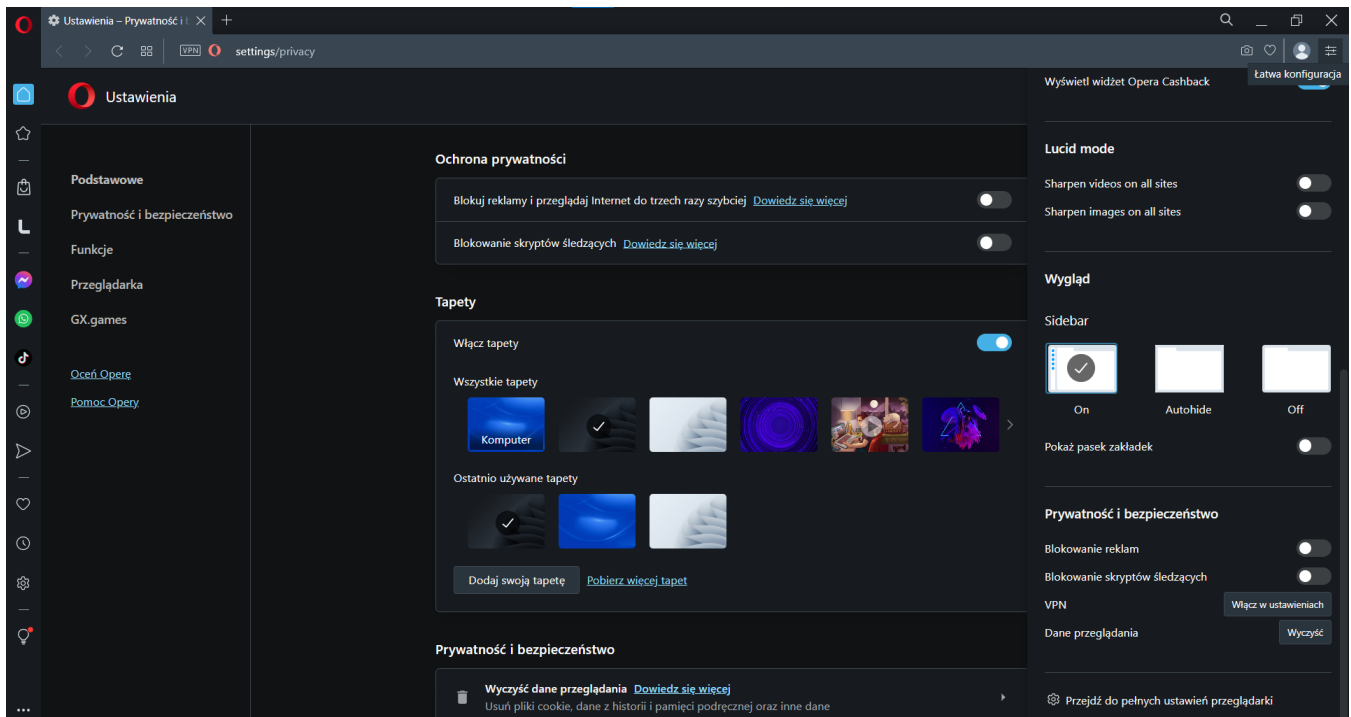 Ustawienia – Prywatność i
VPN
settings/privacy
Łatwa konfiguracja
Ustawienia
Podstawowe
Prywatność i bezpieczeństwo
Funkcje
Przeglądarka
GX.games
Oceń Operę
Pomoc Opery
Ochrona prywatności
Blokuj reklamy i przeglądaj Internet do trzech razy szybciej Dowiedz się więcej
Blokowanie skryptów śledzących Dowiedz się więcej
Tapety
Włącz tapety
Wszystkie tapety
Komputer
Ostatnio używane tapety
Dodaj swoją tapetę Pobierz więcej tapet
Prywatność i bezpieczeństwo
Wyczyść dane przeglądania Dowiedz się więcej
Usuń pliki cookie, dane z historii i pamięci podręcznej oraz inne dane
Wyświetl widżet Opera Cashback
Lucid mode
Sharpen videos on all sites
Sharpen images on all sites
Wygląd
Sidebar
On Autohide Off
Pokaż pasek zakładek
Prywatność i bezpieczeństwo
Blokowanie reklam
Blokowanie skryptów śledzących
VPN Włącz w ustawieniach
Dane przeglądania Wyczyść
Przejdź do pełnych ustawień przeglądarki